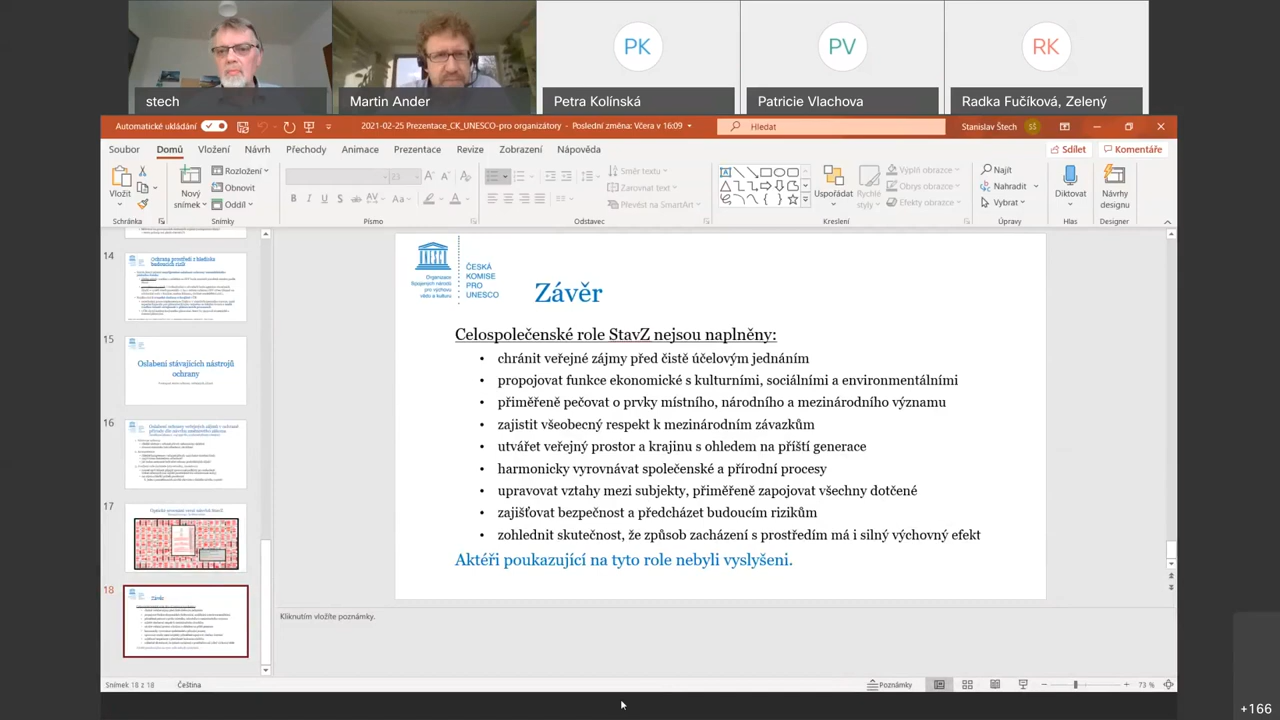 PK
PV
RK
stech
Martin Ander
Petra Kolínská
Patricie Vlachova
Radka Fučíková, Zelený
Automatické ukládání
2021-02-25 Prezentace_CK_UNESCO-pro organizátory
Poslední změna: Včera v 16:09
Hledat
Stanislav Štech
SŠ
Soubor
Domů
Vložení
Návrh
Přechody
Animace
Prezentace
Revize
Zobrazení
Nápověda
Sdílet
Komentáře
Vložit
Schránka
Nový
snímek
Rozložení
Obnovit
Oddíl
Snímky
23
Písmo
Směr textu
Zarovnat text
Převést na SmartArt
Odstavec
Uspořádat
Rychlé
styly
Výplň obrazce
Obrys obrazce
Efekty obrazce
Kreslení
Najít
Nahradit
Vybrat
Úpravy
Diktovat
Hlas
Návrhy
designu
Designer
14
Ochrana prostředí z hlediska
budoucích rizik
15
Oslabení stávajících nástrojů
ochrany
16
17
18
Závěr
Organizace
Spojených národů
pro výchovu,
vědu a kulturu
ČESKÁ
KOMISE
PRO
UNESCO
Závěr
Celospolečenské role StavZ nejsou naplněny:
• chránit veřejné zájmy před čistě účelovým jednáním
• propojovat funkce ekonomické s kulturními, sociálními a environmentálními
• přiměřeně pečovat o prvky místního, národního a mezinárodního významu
• zajistit všeobecný respekt k mezinárodním závazkům
• utvářet veřejný prostor a krajinu s ohledem na příští generace
• harmonicky vyrovnávat společenské a přírodní procesy
• upravovat vztahy mezi subjekty, přiměřeně zapojovat všechny dotčené
• zajišťovat bezpečnost a předcházet budoucím rizikům
• zohlednit skutečnost, že způsob zacházení s prostředím má i silný výchovný efekt
Aktéři poukazující na tyto role nebyli vyslyšeni.
Kliknutím vložíte poznámky.
Snímek 18 z 18
Čeština
Poznámky
73 %
+166